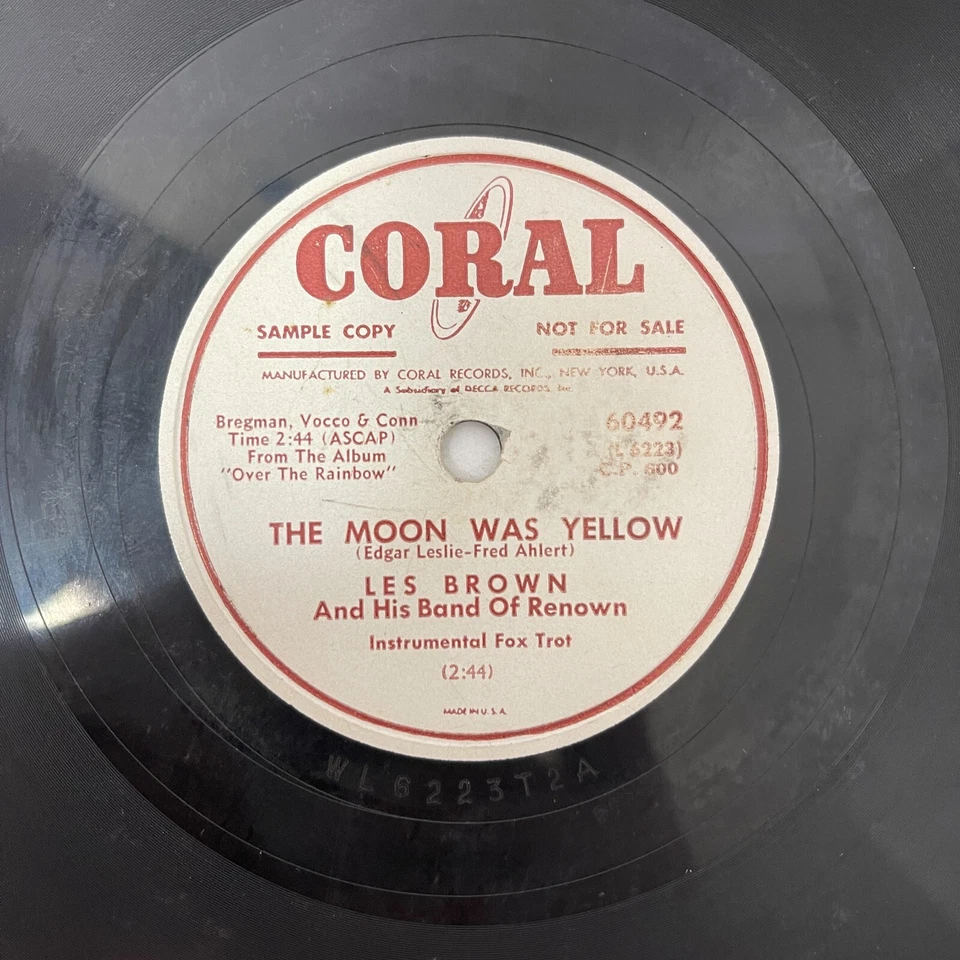 CORAL
SAMPLE COPY NOT FOR SALE
MANUFACTURED BY CORAL RECORDS, INC., NEW YORK, U.S.A.
A Subsidiary of DECCA RECORDS, Inc.
Bregman, Vocco & Conn
Time 2:44 (ASCAP)
From The Album
"Over The Rainbow"
60492
(L 6223)
C.P. 600
THE MOON WAS YELLOW
(Edgar Leslie-Fred Ahlert)
LES BROWN
And His Band Of Renown
Instrumental Fox Trot
(2:44)
MADE IN U.S.A.
WL6223T2A